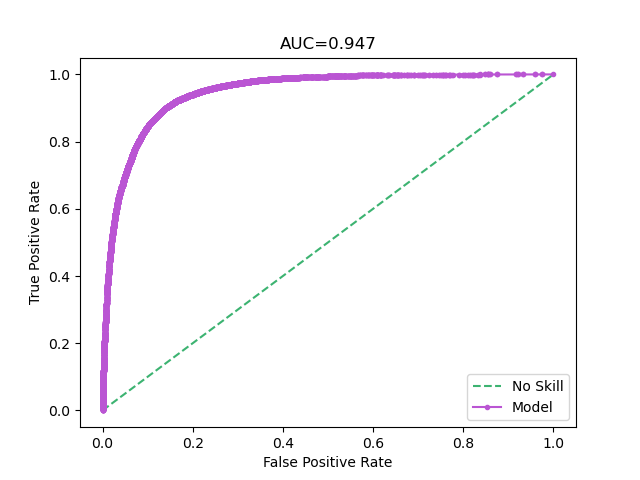 AUC=0.947
True Positive Rate
1.0
0.8
0.6
0.4
0.2
0.0
0.0 0.2 0.4 0.6 0.8 1.0
False Positive Rate
No Skill
Model